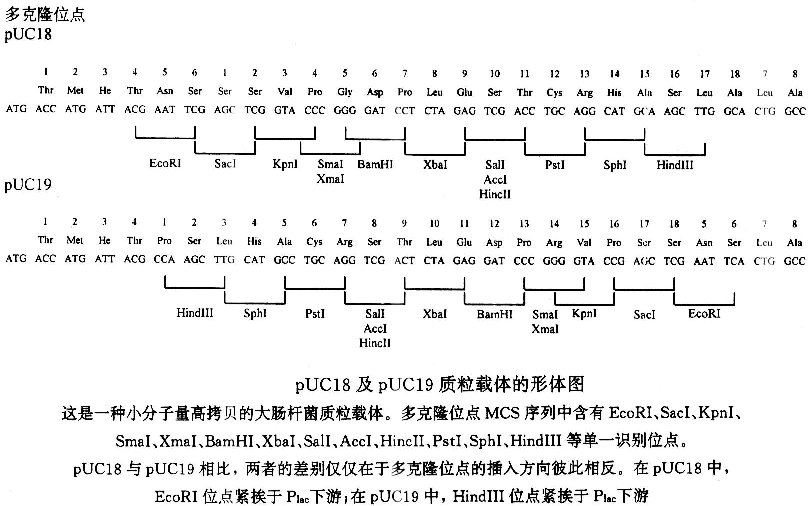 多克隆位点
pUC18
1 2 3 4 5 6 1 2 3 4 5 6 7 8 9 10 11 12 13 14 15 16 17 18 7 8
Thr Met He Thr Asn Ser Ser Ser Val Pro Gly Asp Pro Leu Glu Ser Thr Cys Arg His Aln Ser Leu Ala Leu Ala
ATG ACC ATG ATT ACG AAT TCG AGC TCG GTA CCC GGG GAT CCT CTA GAG TCG ACC TGC AGG CAT GCA AGC TTG GCA CTG GCC
EcoRI SacI KpnI SmaI BamHI XbaI SalI PstI SphI HindIII
XmaI AccI
HincII
pUC19
1 2 3 4 1 2 3 4 5 6 7 8 9 10 11 12 13 14 15 16 17 18 5 6 7 8
Thr Met He Thr Pro Ser Leu His Ala Cys Arg Ser Thr Leu Glu Asp Pro Arg Val Pro Ser Ser Asn Ser Leu Ala
ATG ACC ATG ATT ACG CCA AGC TTG CAT GCC TGC AGG TCG ACT CTA GAG GAT CCC CGG GTA CCG AGC TCG AAT TCA CTG GCC
HindIII SphI PstI SalI XbaI BamHI SmaI KpnI SacI EcoRI
AccI XmaI
HincII
pUC18 及 pUC19 质粒载体的形体图
这是一种小分子量高拷贝的大肠杆菌质粒载体。多克隆位点 MCS 序列中含有 EcoRI、SacI、KpnI、
SmaI、XmaI、BamHI、XbaI、SalI、AccI、HincII、PstI、SphI、HindIII 等单一识别位点。
pUC18 与 pUC19 相比,两者的差别仅仅在于多克隆位点的插入方向彼此相反。在 pUC18 中,
EcoRI 位点紧挨于 Plac下游;在 pUC19 中,HindIII 位点紧挨于 Plac下游